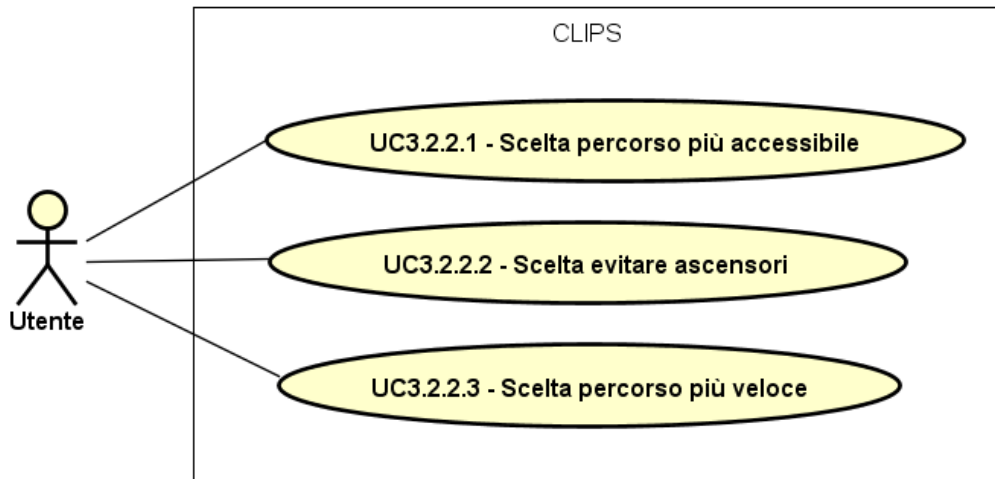 CLIPS
UC3.2.2.1 - Scelta percorso più accessibile
UC3.2.2.2 - Scelta evitare ascensori
Utente
UC3.2.2.3 - Scelta percorso più veloce